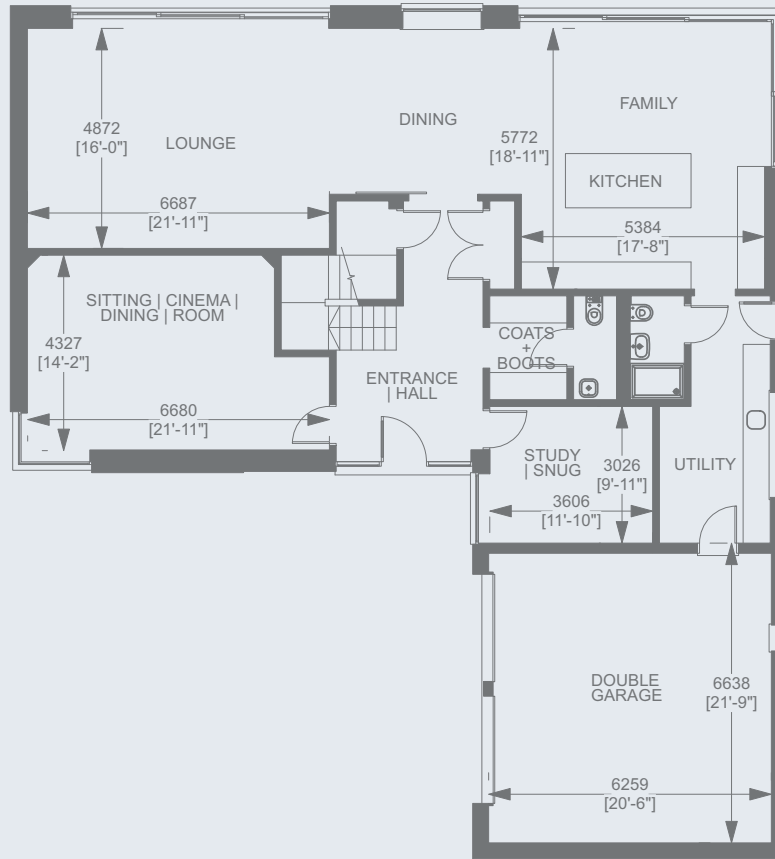 DINING
FAMILY
4872
[16'-0"]
LOUNGE
5772
[18'-11"]
KITCHEN
6687
[21'-11"]
5384
[17'-8"]
SITTING | CINEMA |
DINING | ROOM
4327
[14'-2"]
COATS
+
BOOTS
ENTRANCE
| HALL
6680
[21'-11"]
STUDY
| SNUG
3026
[9'-11"]
UTILITY
3606
[11'-10"]
DOUBLE
GARAGE
6638
[21'-9"]
6259
[20'-6"]